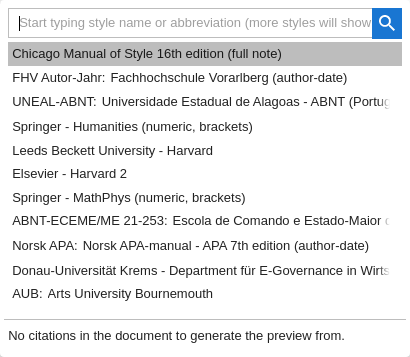 Start typing style name or abbreviation (more styles will show
Chicago Manual of Style 16th edition (full note)
FHV Autor-Jahr: Fachhochschule Vorarlberg (author-date)
UNEAL-ABNT: Universidade Estadual de Alagoas - ABNT (Portug
Springer - Humanities (numeric, brackets)
Leeds Beckett University - Harvard
Elsevier - Harvard 2
Springer - MathPhys (numeric, brackets)
ABNT-ECEME/ME 21-253: Escola de Comando e Estado-Maior
Norsk APA: Norsk APA-manual - APA 7th edition (author-date)
Donau-Universität Krems - Department für E-Governance in Wirts
AUB: Arts University Bournemouth
No citations in the document to generate the preview from.